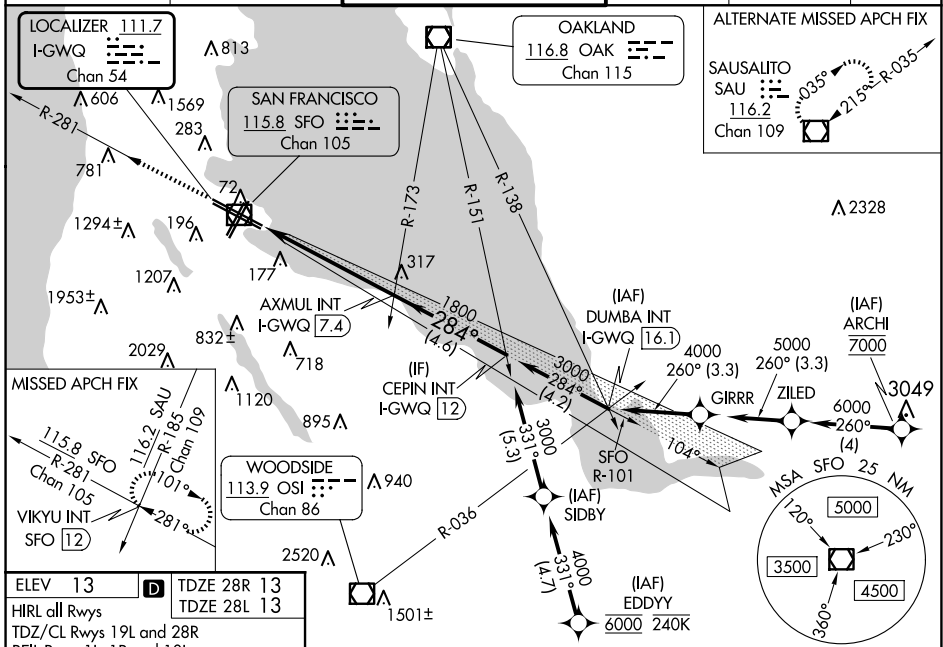 LOCALIZER 111.7
I-GWQ
Chan 54
813
OAKLAND
116.8 OAK
Chan 115
ALTERNATE MISSED APCH FIX
SAUSALITO
SAU
116.2
Chan 109
035°
215°
R-035
606
1569
283
R-281
SAN FRANCISCO
115.8 SFO
Chan 105
781
72
1294±
196
R-173
R-151
R-138
2328
1207
177
317
1953±
AXMUL INT
I-GWQ 7.4
1800
284°
(4.6)
(IAF)
DUMBA INT
I-GWQ 16.1
(IAF)
ARCHI
7000
832±
718
2029
(IF)
CEPIN INT
I-GWQ 12
3000
284°
(4.2)
4000
260° (3.3)
5000
260° (3.3)
GIRRR
ZILED
3049
6000
260°
(4)
MISSED APCH FIX
1120
895
116.2 SAU
R-185
Chan 109
115.8 SFO
R-281
Chan 105
101°
281°
VIKYU INT
SFO 12
3000
331°
(5.3)
SFO
R-101
104°
WOODSIDE
113.9 OSI
Chan 86
940
R-036
(IAF)
SIDBY
MSA SFO 25 NM
120°
5000
230°
3500
4500
360°
2520
1501±
4000
331°
(4.7)
(IAF)
EDDYY
6000 240K
ELEV 13 D TDZE 28R 13
TDZE 28L 13
HIRL all Rwys
TDZ/CL Rwys 19L and 28R